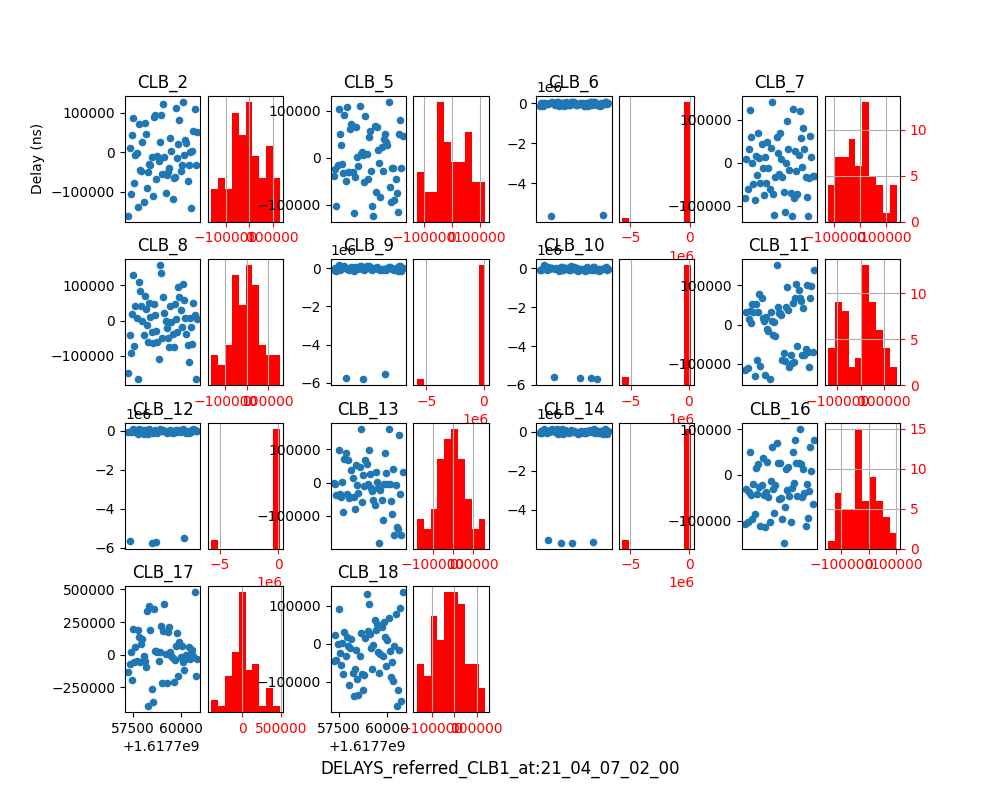 CLB_2 CLB_5 CLB_6 CLB_7
Delay (ns)
100000 0 −100000
−100000 100000
100000 0 −100000
−100000 100000
1e6
0 −2 −4
−5 0
1e6
100000 0 −100000
10 5 0
−100000 100000
CLB_8 CLB_9 CLB_10 CLB_11
100000 0 −100000
−100000 100000
1e6
0 −2 −4 −6
−5 0
1e6
1e6
0 −2 −4 −6
−5 0
1e6
100000 0 −100000
10 5 0
−100000 100000
CLB_12 CLB_13 CLB_14 CLB_16
1e6
0 −2 −4 −6
−5 0
1e6
100000 0 −100000
−100000 100000
1e6
0 −2 −4
−5 0
1e6
100000 0 −100000
15 10 5 0
−100000 100000
CLB_17 CLB_18
500000 250000 0 −250000
57500 60000
+1.6177e9
0 500000
100000 0 −100000
57500 60000
+1.6177e9
−100000 100000
DELAYS_referred_CLB1_at:21_04_07_02_00